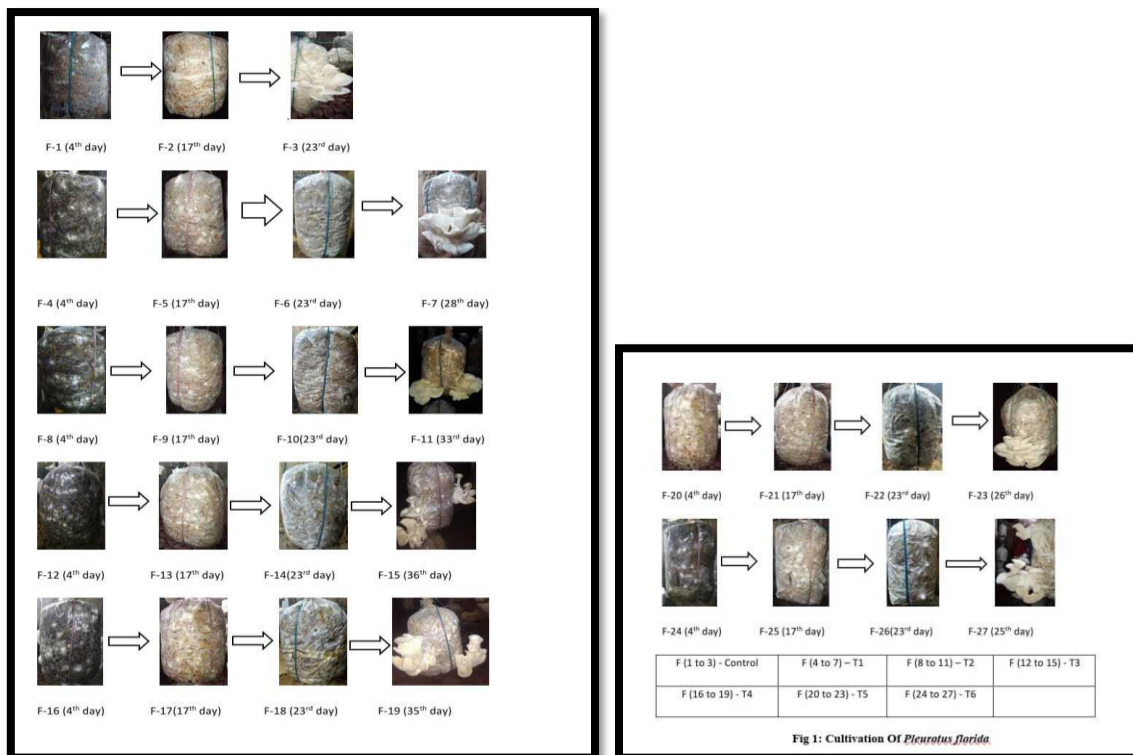 F-1 (4th day) F-2 (17th day) F-3 (23rd day)
F-4 (4th day) F-5 (17th day) F-6 (23rd day) F-7 (28th day)
F-8 (4th day) F-9 (17th day) F-10(23rd day) F-11 (33rd day)
F-12 (4th day) F-13 (17th day) F-14(23rd day) F-15 (36th day)
F-16 (4th day) F-17(17th day) F-18 (23rd day) F-19 (35th day)
F-20 (4th day) F-21 (17th day) F-22 (23rd day) F-23 (26th day)
F-24 (4th day) F-25 (17th day) F-26(23rd day) F-27 (25th day)
F (1 to 3) - Control F (4 to 7) – T1 F (8 to 11) – T2 F (12 to 15) - T3
F (16 to 19) - T4 F (20 to 23) - T5 F (24 to 27) - T6
Fig 1: Cultivation Of Pleurotus florida